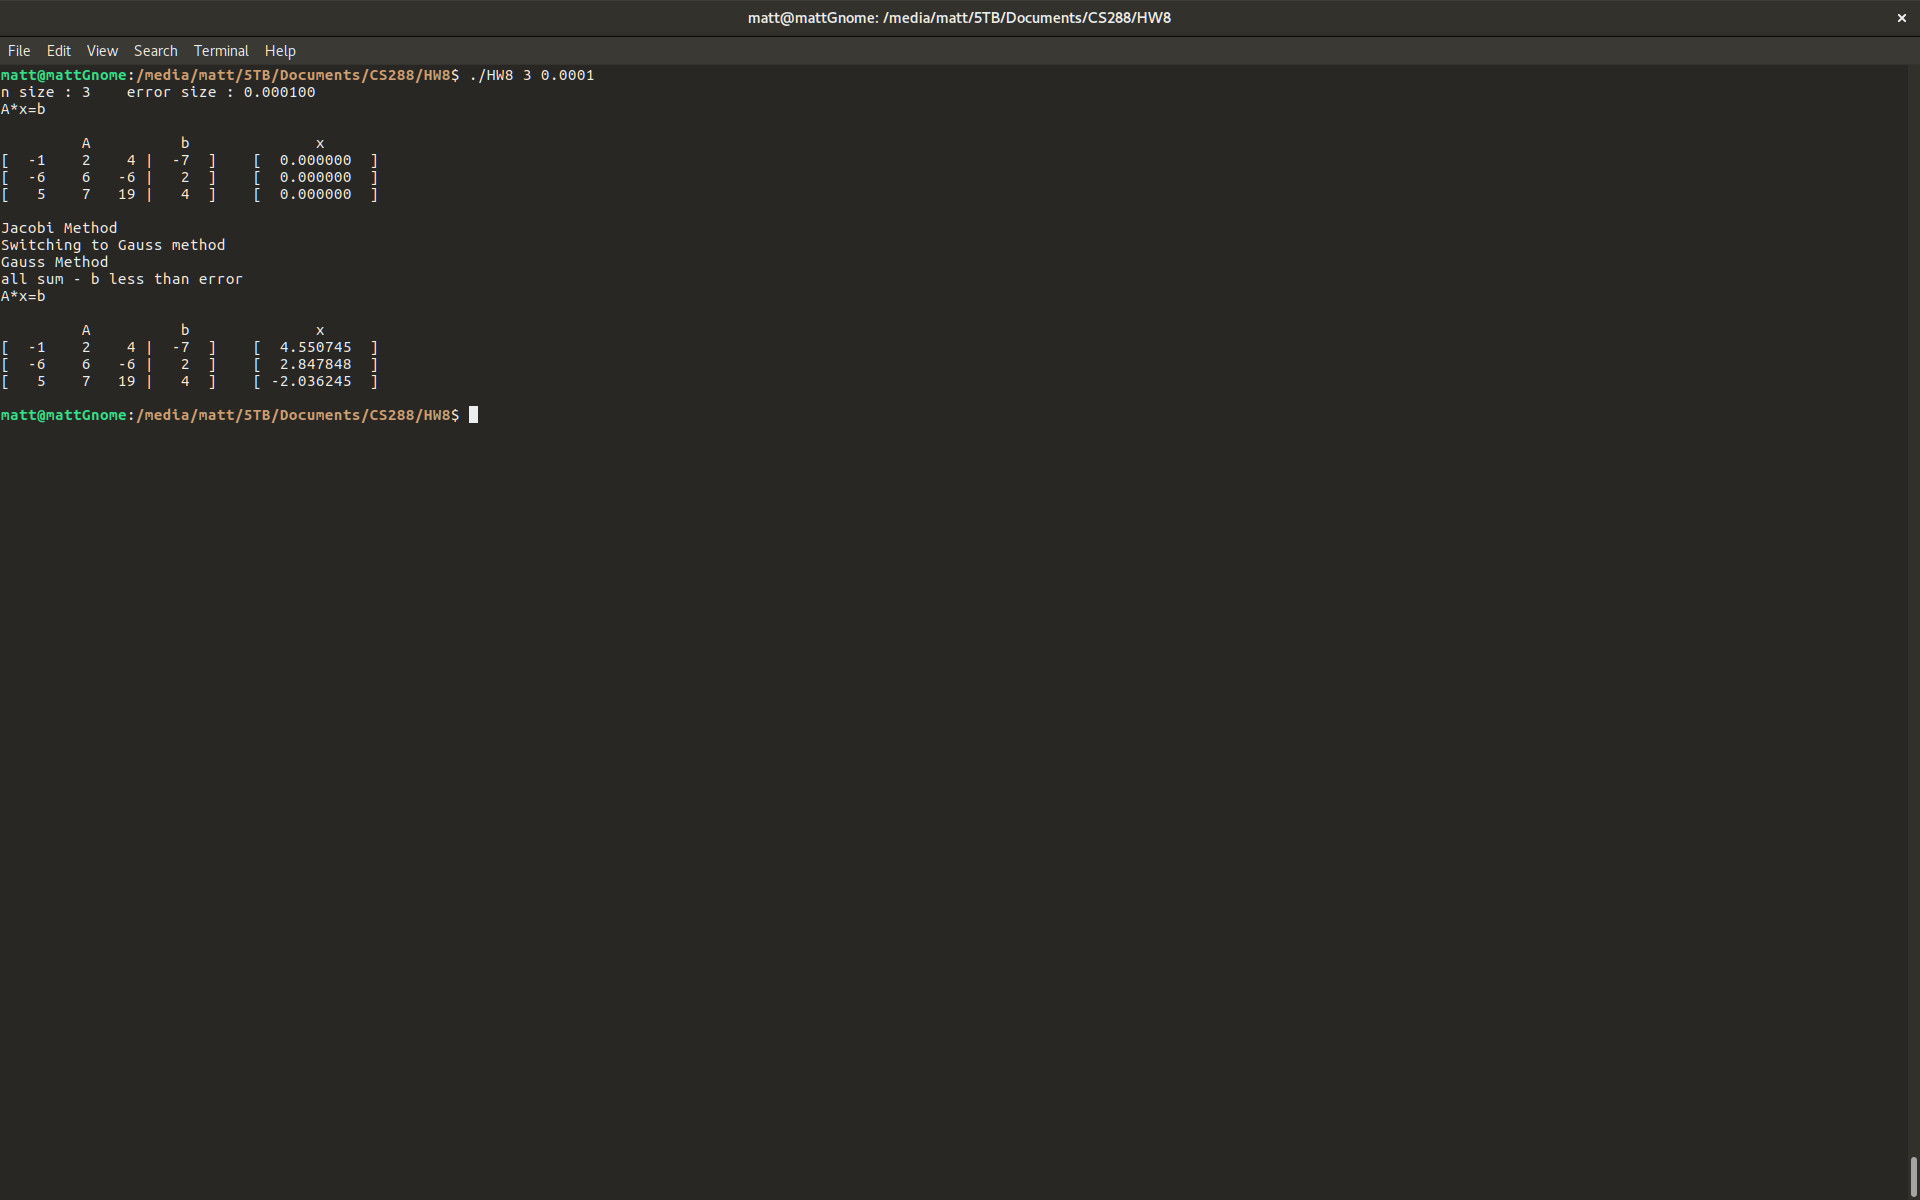 matt@mattGnome: /media/matt/5TB/Documents/CS288/HW8 ×
File Edit View Search Terminal Help
matt@mattGnome:/media/matt/5TB/Documents/CS288/HW8$ ./HW8 3 0.0001
n size : 3    error size : 0.000100
A*x=b
         A          b              x
[  -1    2    4 |  -7  ]    [  0.000000  ]
[  -6    6   -6 |   2  ]    [  0.000000  ]
[   5    7   19 |   4  ]    [  0.000000  ]
Jacobi Method
Switching to Gauss method
Gauss Method
all sum - b less than error
A*x=b
         A          b              x
[  -1    2    4 |  -7  ]    [  4.550745  ]
[  -6    6   -6 |   2  ]    [  2.847848  ]
[   5    7   19 |   4  ]    [ -2.036245  ]
matt@mattGnome:/media/matt/5TB/Documents/CS288/HW8$